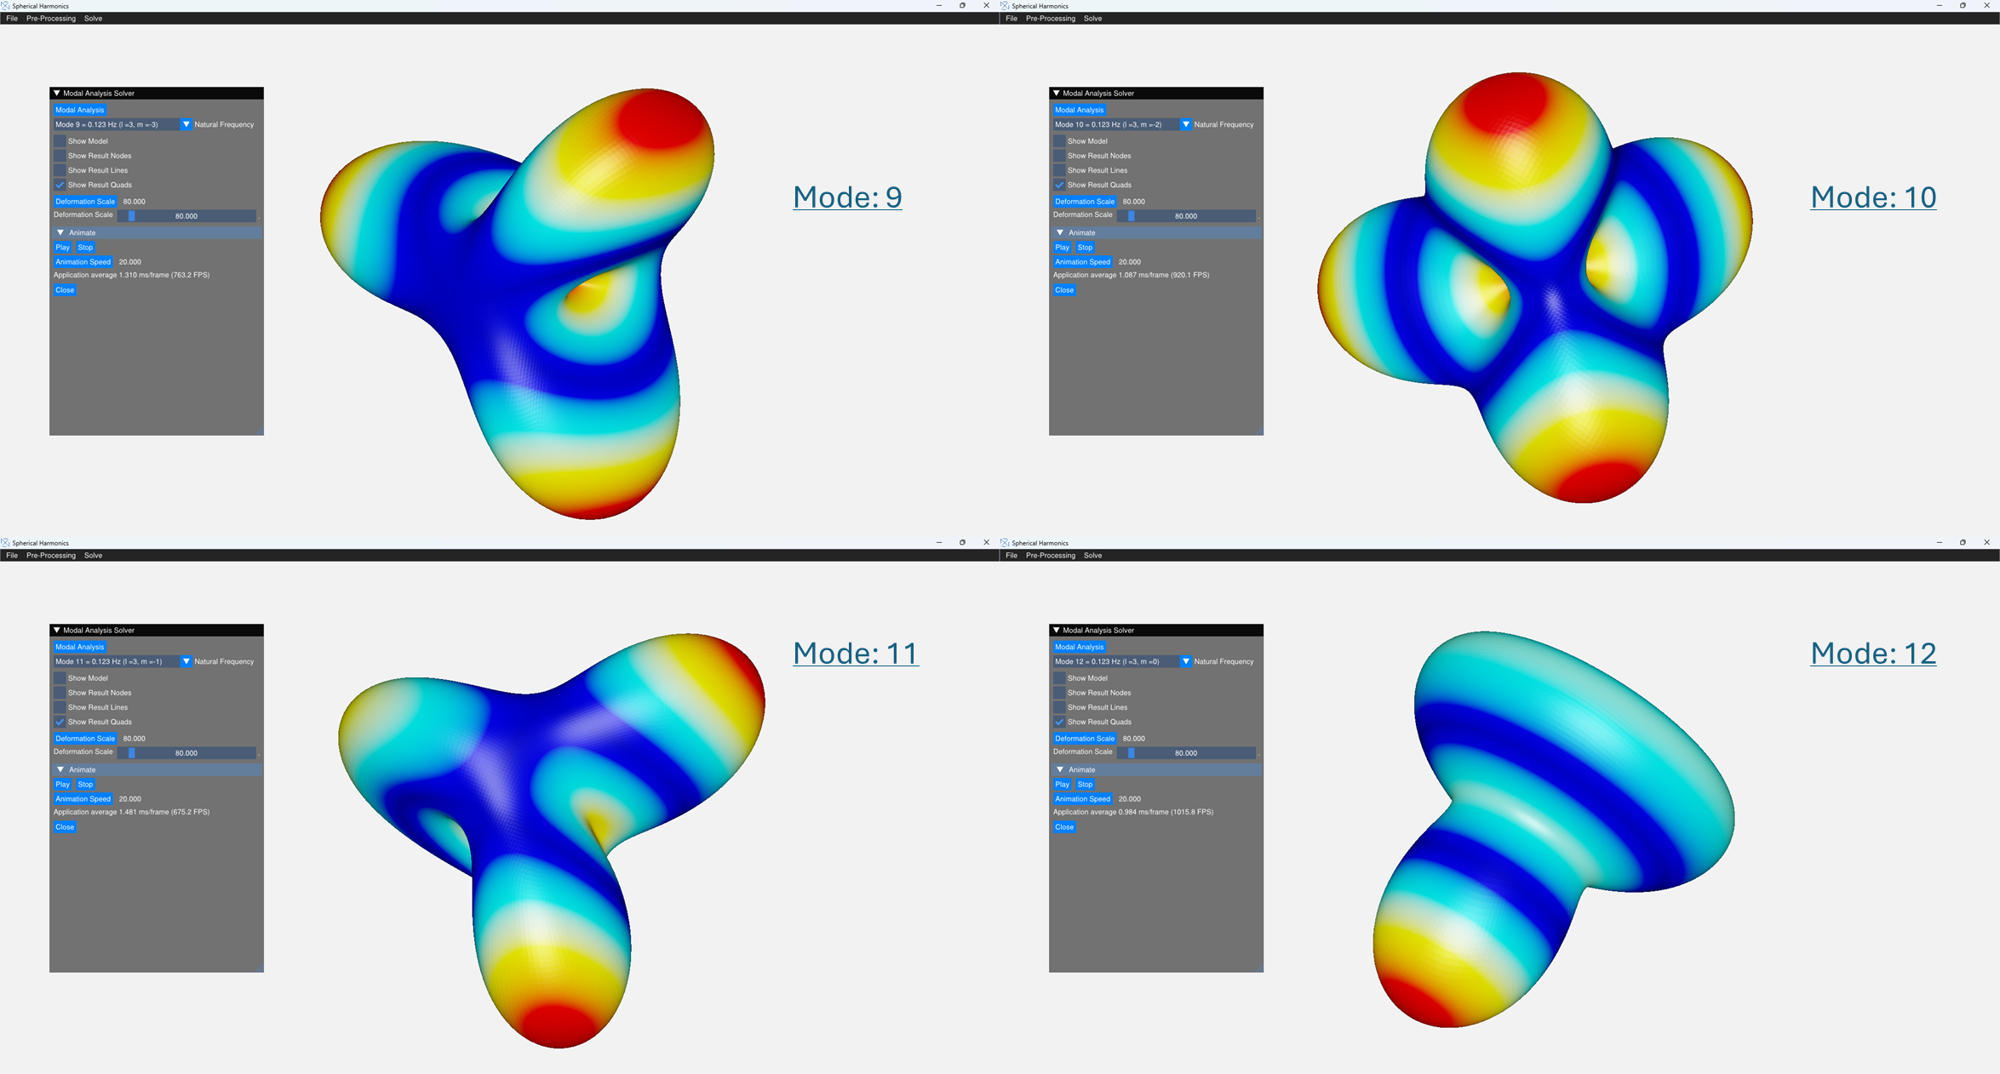 Spherical Harmonics
File Pre-Processing Solve
Modal Analysis Solver
Modal Analysis
Mode 9 = 0.123 Hz (l =3, m =-3) Natural Frequency
Show Model
Show Result Nodes
Show Result Lines
Show Result Quads
Deformation Scale 80.000
Deformation Scale 80.000 .
Animate
Play Stop
Animation Speed 20.000
Application average 1.310 ms/frame (763.2 FPS)
Close
Mode: 9
Spherical Harmonics
File Pre-Processing Solve
Modal Analysis Solver
Modal Analysis
Mode 10 = 0.123 Hz (l =3, m =-2) Natural Frequency
Show Model
Show Result Nodes
Show Result Lines
Show Result Quads
Deformation Scale 80.000
Deformation Scale 80.000 .
Animate
Play Stop
Animation Speed 20.000
Application average 1.087 ms/frame (920.1 FPS)
Close
Mode: 10
Spherical Harmonics
File Pre-Processing Solve
Modal Analysis Solver
Modal Analysis
Mode 11 = 0.123 Hz (l =3, m =-1) Natural Frequency
Show Model
Show Result Nodes
Show Result Lines
Show Result Quads
Deformation Scale 80.000
Deformation Scale 80.000 .
Animate
Play Stop
Animation Speed 20.000
Application average 1.481 ms/frame (675.2 FPS)
Close
Mode: 11
Spherical Harmonics
File Pre-Processing Solve
Modal Analysis Solver
Modal Analysis
Mode 12 = 0.123 Hz (l =3, m =0) Natural Frequency
Show Model
Show Result Nodes
Show Result Lines
Show Result Quads
Deformation Scale 80.000
Deformation Scale 80.000 .
Animate
Play Stop
Animation Speed 20.000
Application average 0.984 ms/frame (1015.8 FPS)
Close
Mode: 12